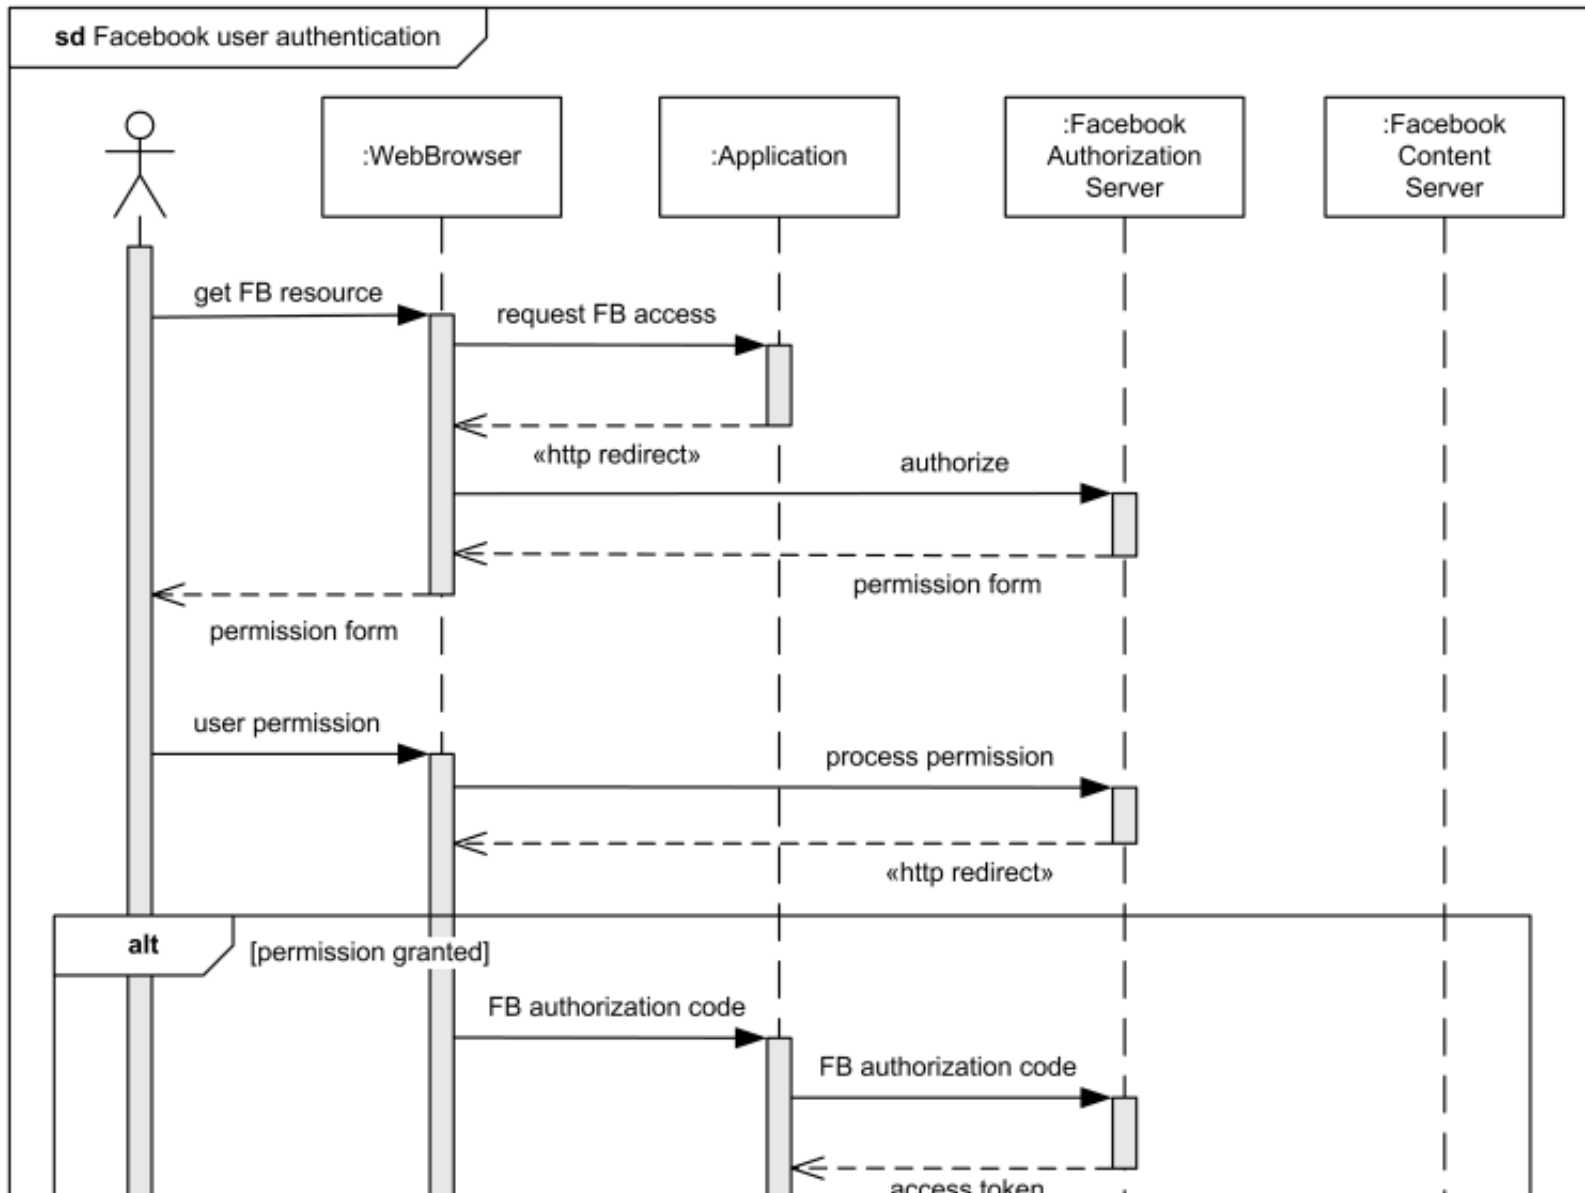 sd Facebook user authentication
:WebBrowser
:Application
:Facebook
Authorization
Server
:Facebook
Content
Server
get FB resource
request FB access
«http redirect»
authorize
permission form
permission form
user permission
process permission
«http redirect»
alt
[permission granted]
FB authorization code
FB authorization code
access token